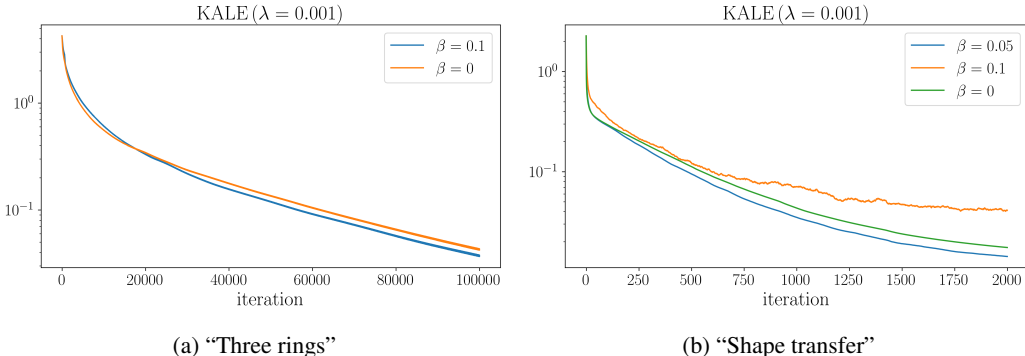 KALE (λ = 0.001)
β = 0.1
β = 0
10⁰
10⁻¹
0 20000 40000 60000 80000 100000
iteration
(a) “Three rings”
KALE (λ = 0.001)
β = 0.05
β = 0.1
β = 0
10⁰
10⁻¹
0 250 500 750 1000 1250 1500 1750 2000
iteration
(b) “Shape transfer”